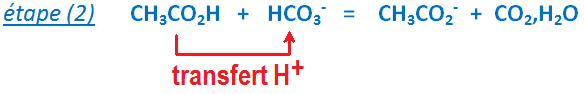 étape (2) CH₃CO₂H + HCO₃⁻ = CH₃CO₂⁻ + CO₂,H₂O
transfert H⁺